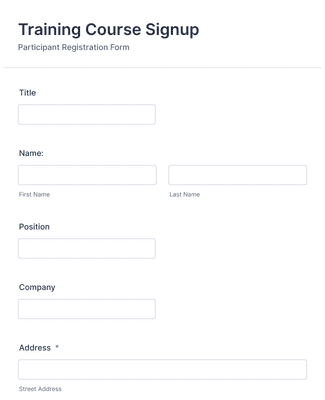 Training Course Signup
Participant Registration Form
Title
Name:
First Name Last Name
Position
Company
Address *
Street Address